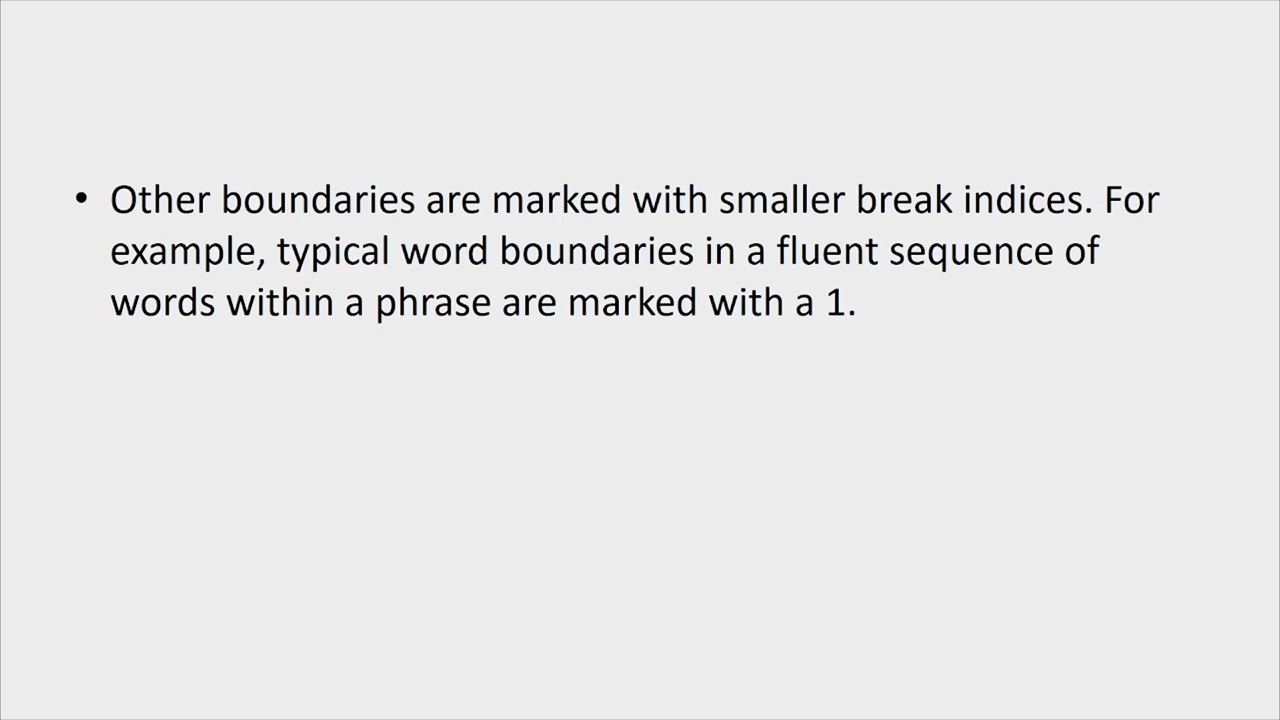 • Other boundaries are marked with smaller break indices. For
example, typical word boundaries in a fluent sequence of
words within a phrase are marked with a 1.